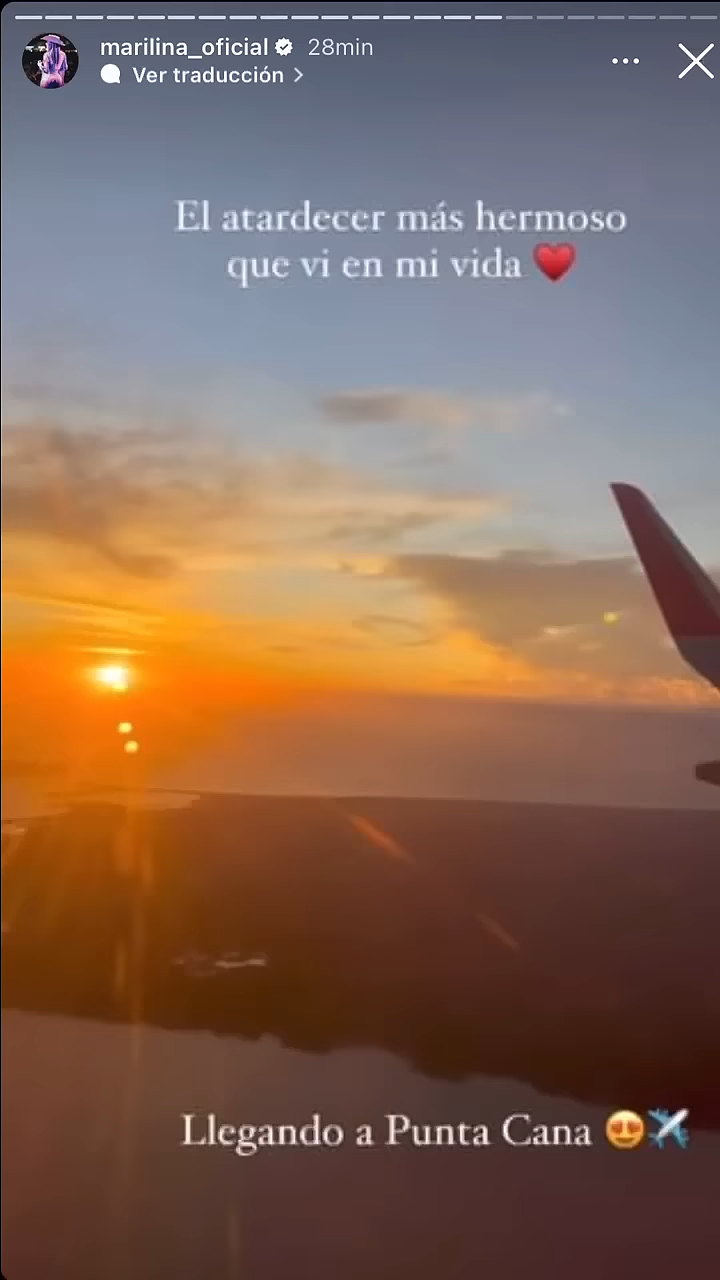 marilina_oficial 28min
Ver traducción
El atardecer más hermoso
que vi en mi vida ❤️
Llegando a Punta Cana 😍✈️